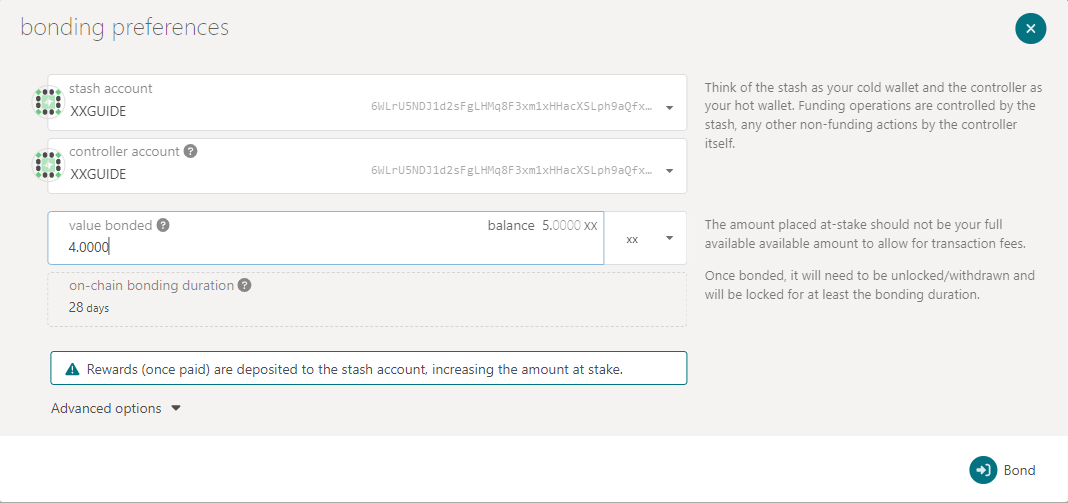 bonding preferences
stash account
XXGUIDE 6WLrU5NDJ1d2sFgLHMq8F3xm1xHHacXSLph9aQfx…
Think of the stash as your cold wallet and the controller as
your hot wallet. Funding operations are controlled by the
stash, any other non-funding actions by the controller
itself.
controller account ?
XXGUIDE 6WLrU5NDJ1d2sFgLHMq8F3xm1xHHacXSLph9aQfx…
value bonded ? balance 5.0000 xx
4.0000
xx
The amount placed at-stake should not be your full
available available amount to allow for transaction fees.
on-chain bonding duration ?
28 days
Once bonded, it will need to be unlocked/withdrawn and
will be locked for at least the bonding duration.
Rewards (once paid) are deposited to the stash account, increasing the amount at stake.
Advanced options
Bond